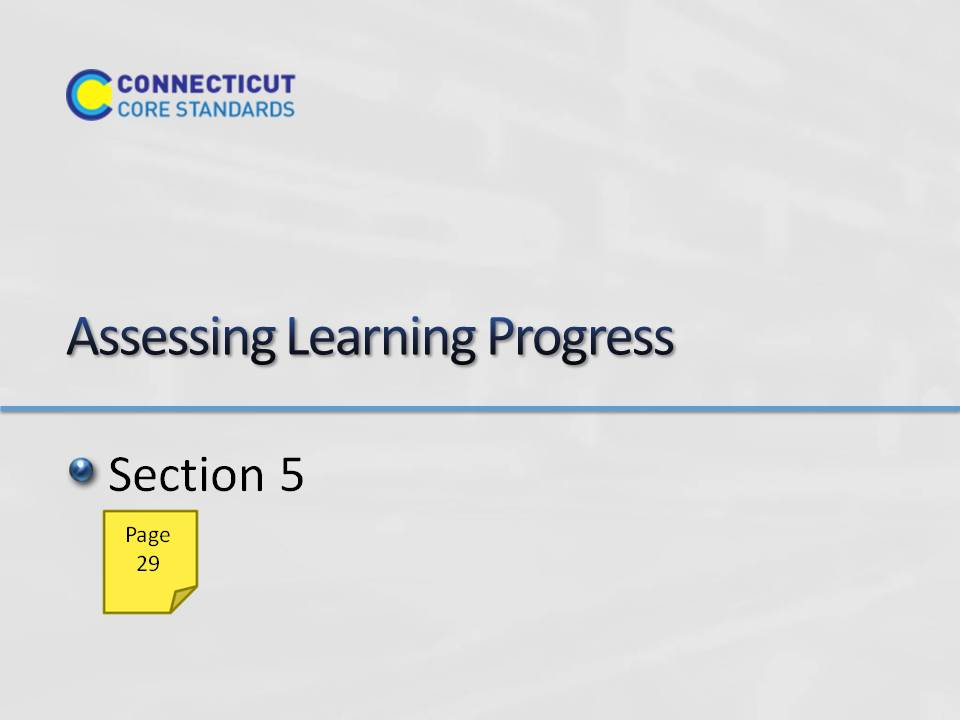 CONNECTICUT
CORE STANDARDS
Assessing Learning Progress
Section 5
Page
29